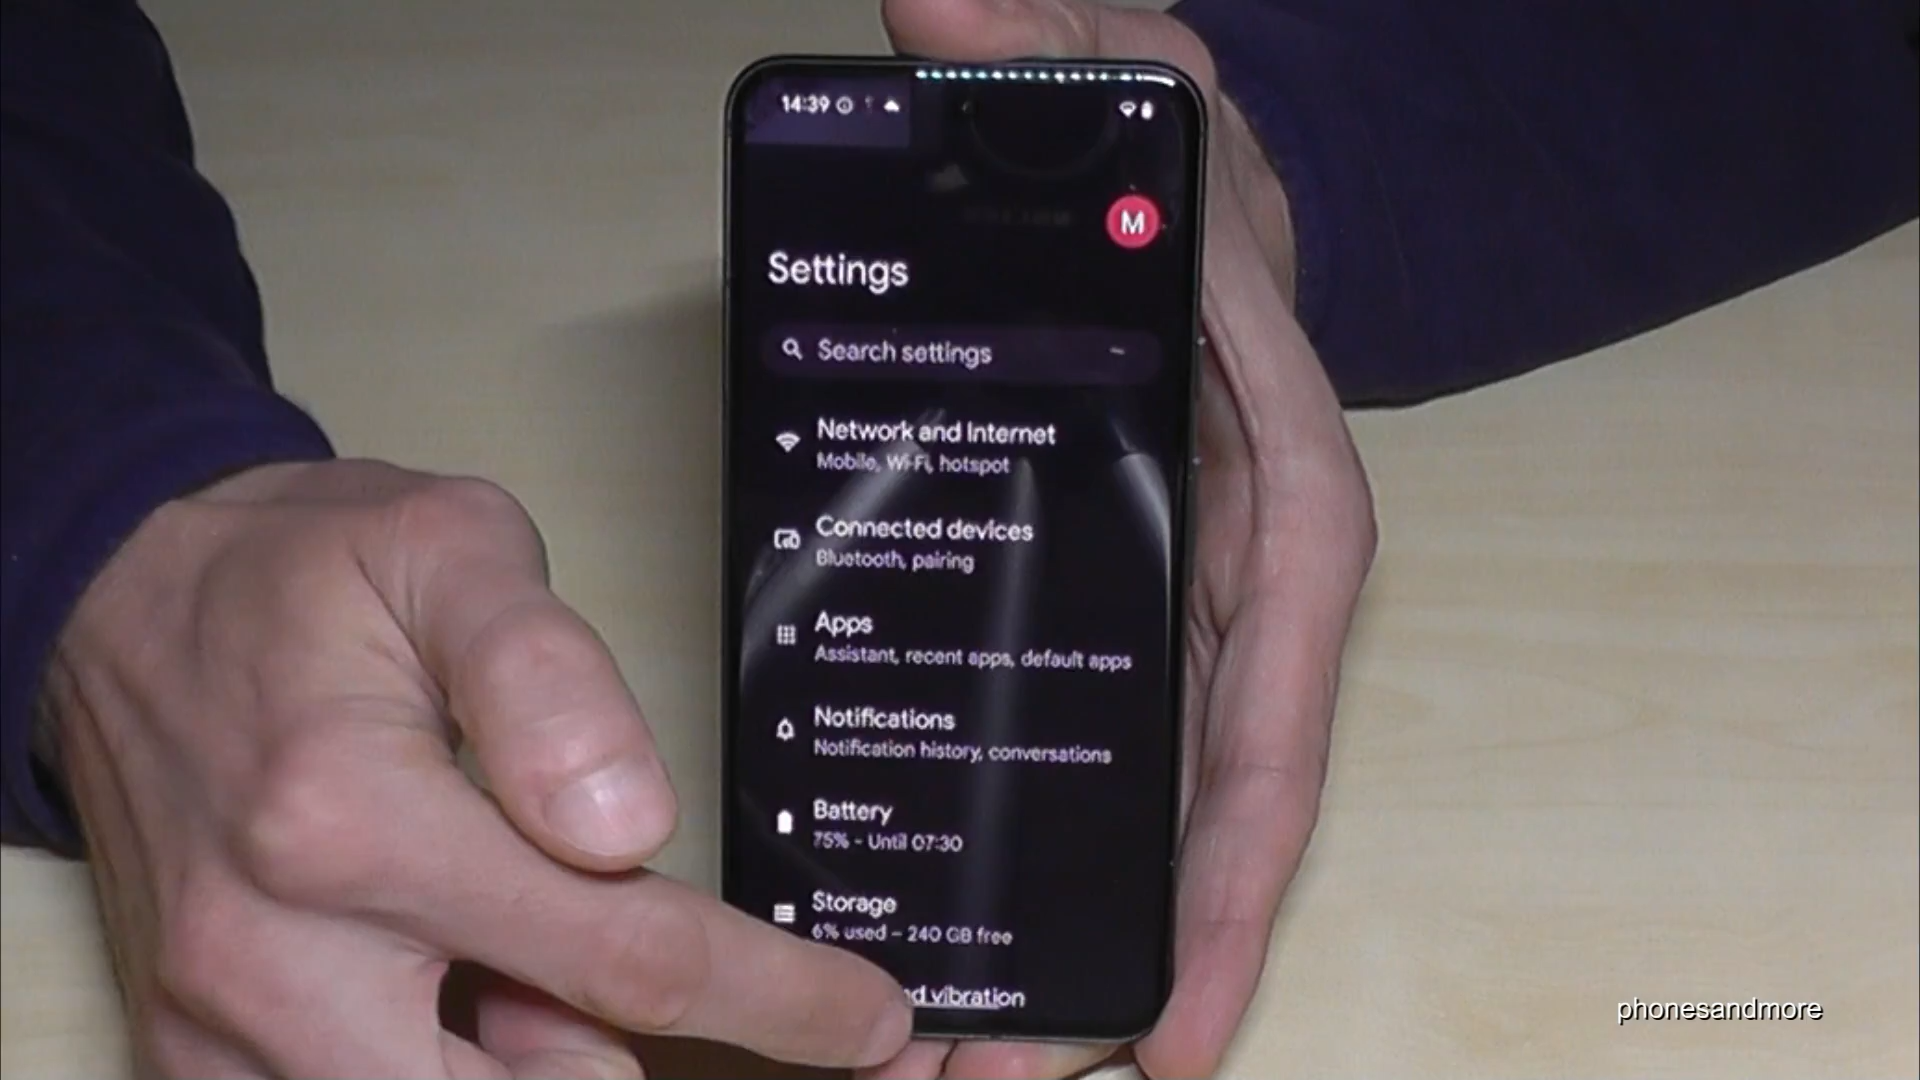 14:39
M
Settings
Search settings
Network and Internet
Mobile, Wi-Fi, hotspot
Connected devices
Bluetooth, pairing
Apps
Assistant, recent apps, default apps
Notifications
Notification history, conversations
Battery
75% - Until 07:30
Storage
6% used – 240 GB free
nd vibration
phonesandmore